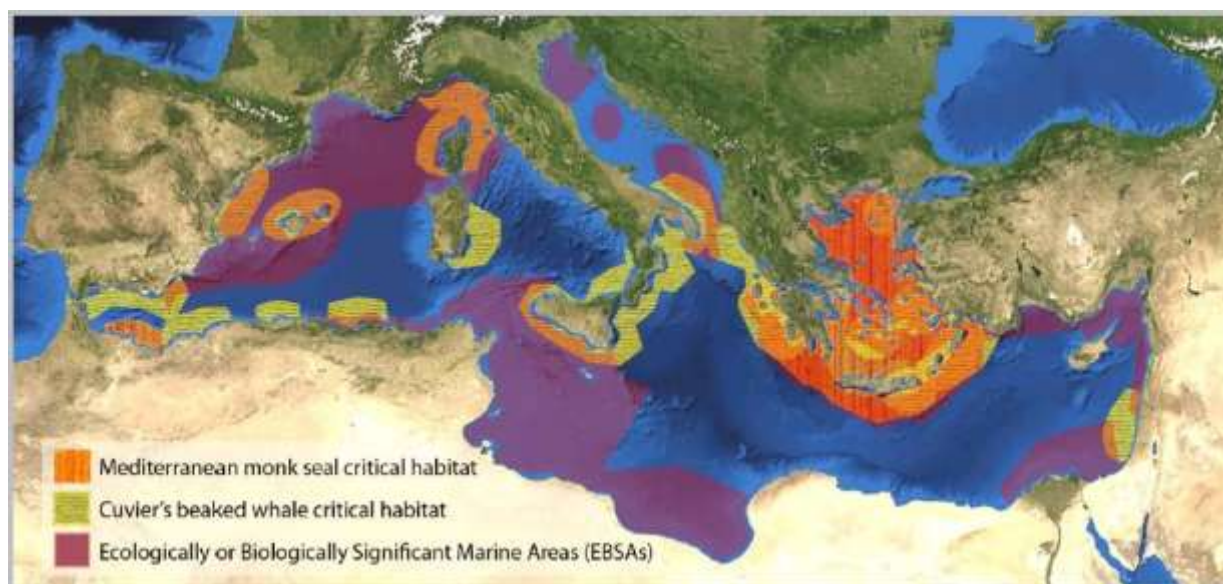 Mediterranean monk seal critical habitat
Cuvier's beaked whale critical habitat
Ecologically or Biologically Significant Marine Areas (EBSAs)